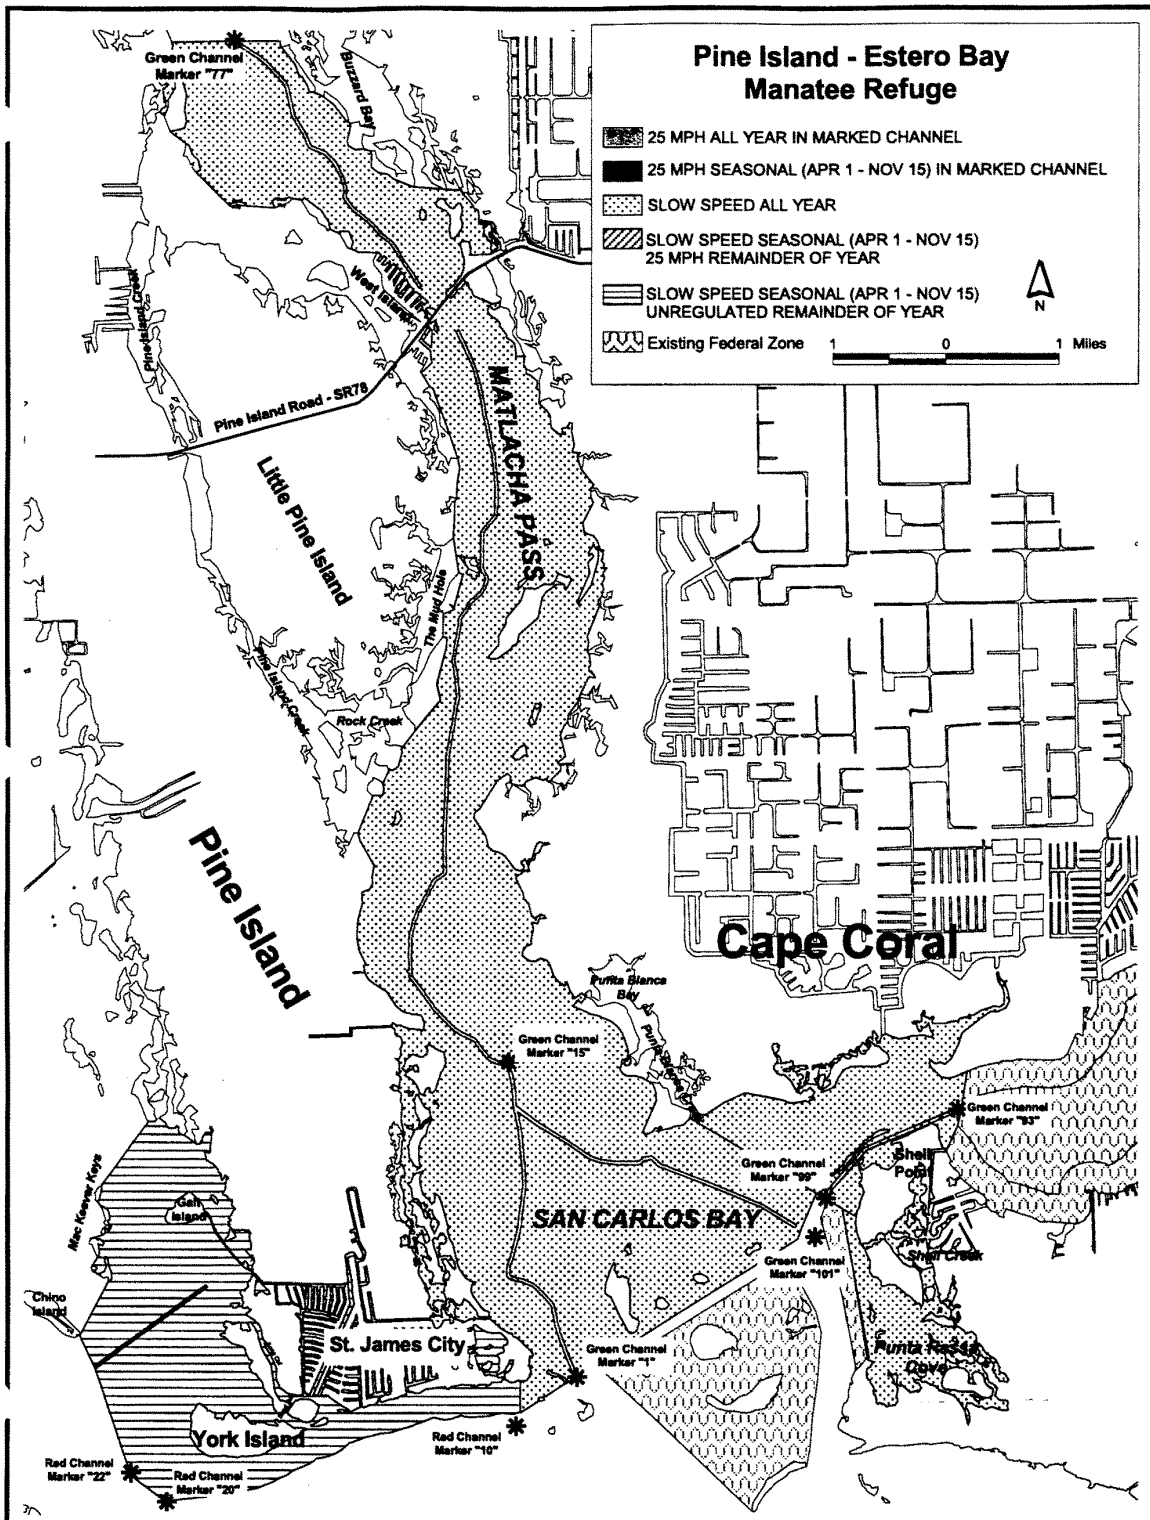 Pine Island - Estero Bay
Manatee Refuge
25 MPH ALL YEAR IN MARKED CHANNEL
25 MPH SEASONAL (APR 1 - NOV 15) IN MARKED CHANNEL
SLOW SPEED ALL YEAR
SLOW SPEED SEASONAL (APR 1 - NOV 15)
25 MPH REMAINDER OF YEAR
SLOW SPEED SEASONAL (APR 1 - NOV 15)
UNREGULATED REMAINDER OF YEAR
Existing Federal Zone
N
1 0 1 Miles
Green Channel
Marker "77"
Buzzard Bay
West Island
Pine Island Creek
Pine Island Road - SR78
MATLACHA PASS
Little Pine Island
The Mud Hole
Pine Island Creek
Rock Creek
Pine Island
Cape Coral
Punta Blanca
Bay
Punta Blanca
Green Channel
Marker "15"
Green Channel
Marker "93"
Shell
Point
Green Channel
Marker "99"
SAN CARLOS BAY
Shell Creek
Green Channel
Marker "101"
Mac Keever Keys
Galt
Island
Chino
Island
St. James City
Green Channel
Marker "1"
Punta Rassa
Cove
York Island
Red Channel
Marker "10"
Red Channel
Marker "22"
Red Channel
Marker "20"